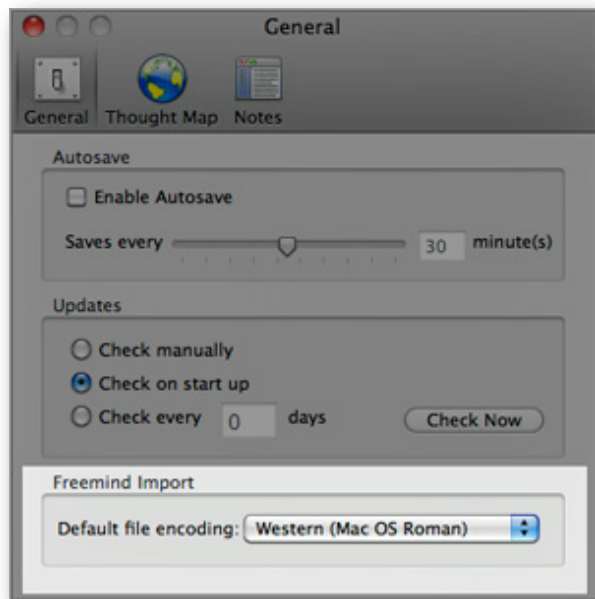 General
General Thought Map Notes
Autosave
Enable Autosave
Saves every 30 minute(s)
Updates
Check manually
Check on start up
Check every 0 days Check Now
Freemind Import
Default file encoding: Western (Mac OS Roman)